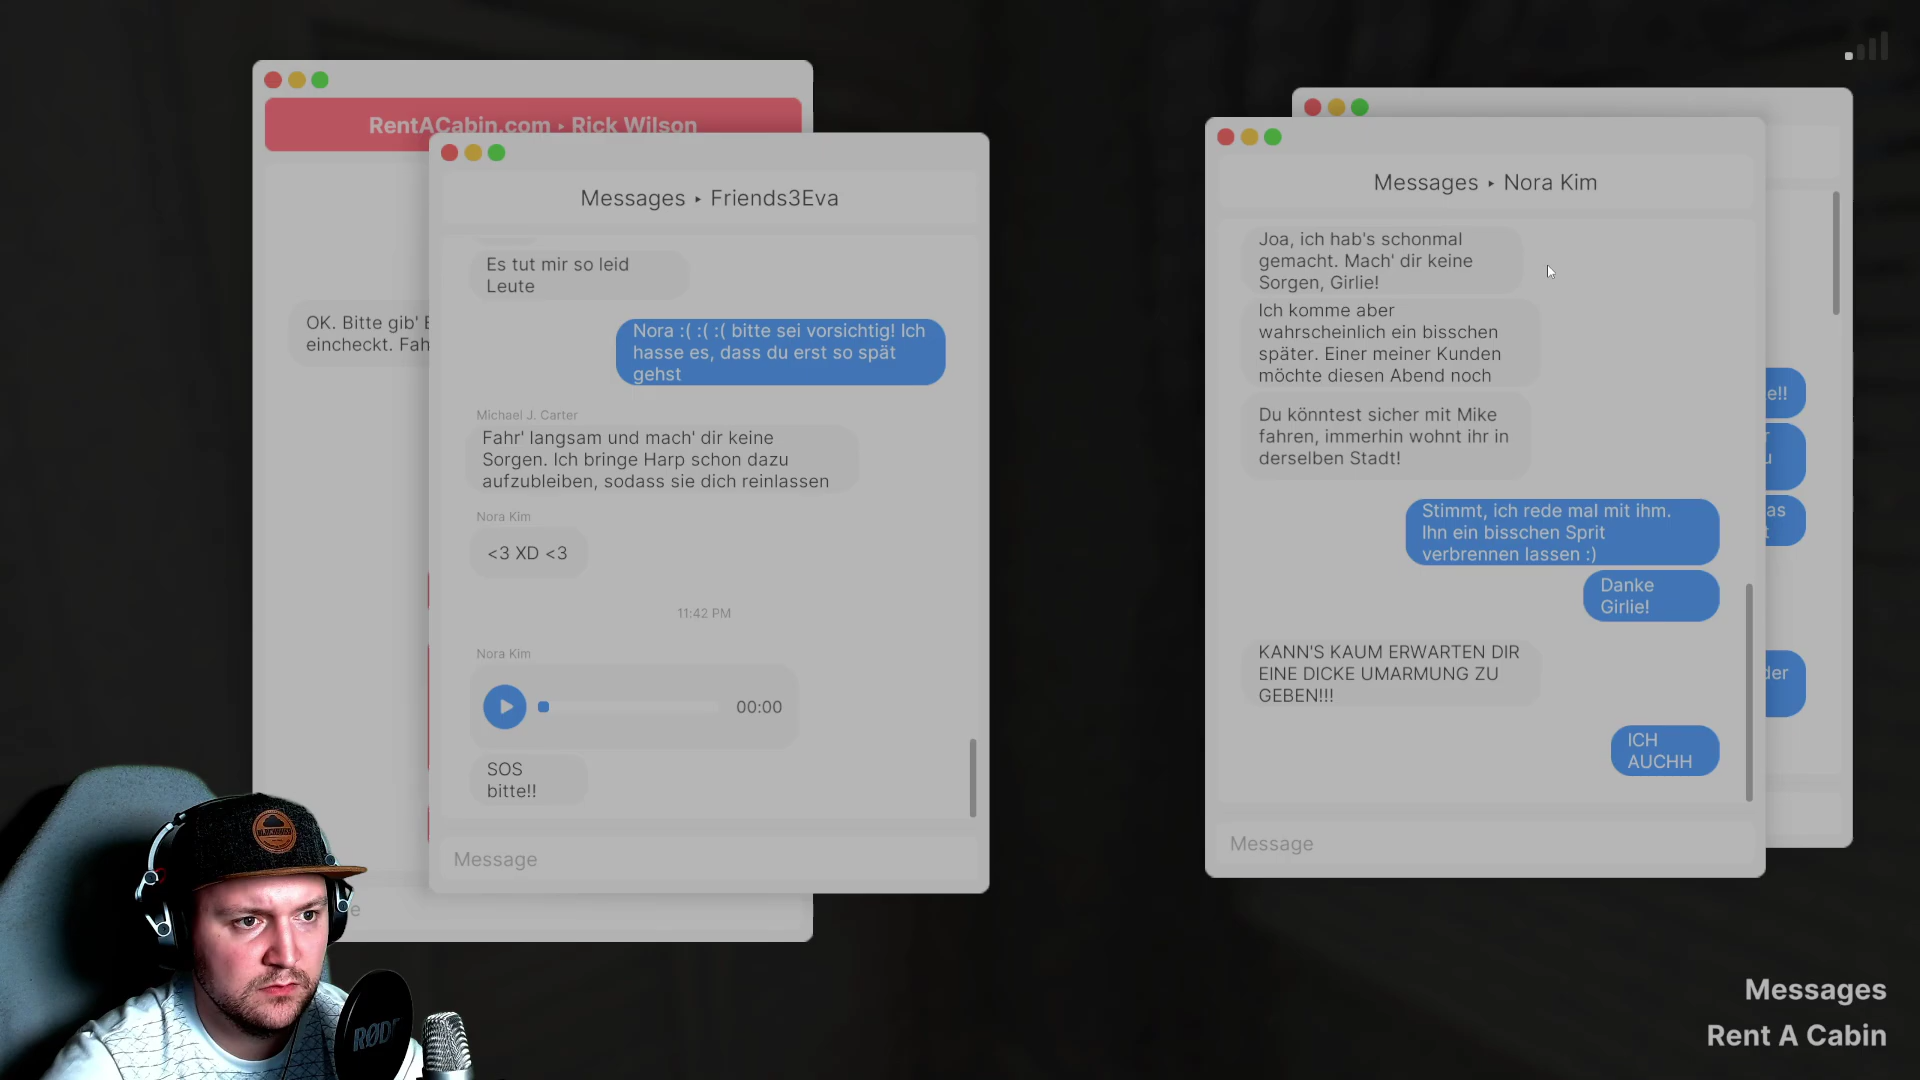 RentACabin.com ‣ Rick Wilson
OK. Bitte gib'
eincheckt. Fah
Messages ‣ Friends3Eva
Es tut mir so leid
Leute
Nora :( :( :( bitte sei vorsichtig! Ich
hasse es, dass du erst so spät
gehst
Michael J. Carter
Fahr' langsam und mach' dir keine
Sorgen. Ich bringe Harp schon dazu
aufzubleiben, sodass sie dich reinlassen
Nora Kim
<3 XD <3
11:42 PM
Nora Kim
00:00
SOS
bitte!!
Message
Messages ‣ Nora Kim
Joa, ich hab's schonmal
gemacht. Mach' dir keine
Sorgen, Girlie!
Ich komme aber
wahrscheinlich ein bisschen
später. Einer meiner Kunden
möchte diesen Abend noch
Du könntest sicher mit Mike
fahren, immerhin wohnt ihr in
derselben Stadt!
Stimmt, ich rede mal mit ihm.
Ihn ein bisschen Sprit
verbrennen lassen :)
Danke
Girlie!
KANN'S KAUM ERWARTEN DIR
EINE DICKE UMARMUNG ZU
GEBEN!!!
ICH
AUCHH
Message
e!!
as
t
der
RØDE
Messages
Rent A Cabin